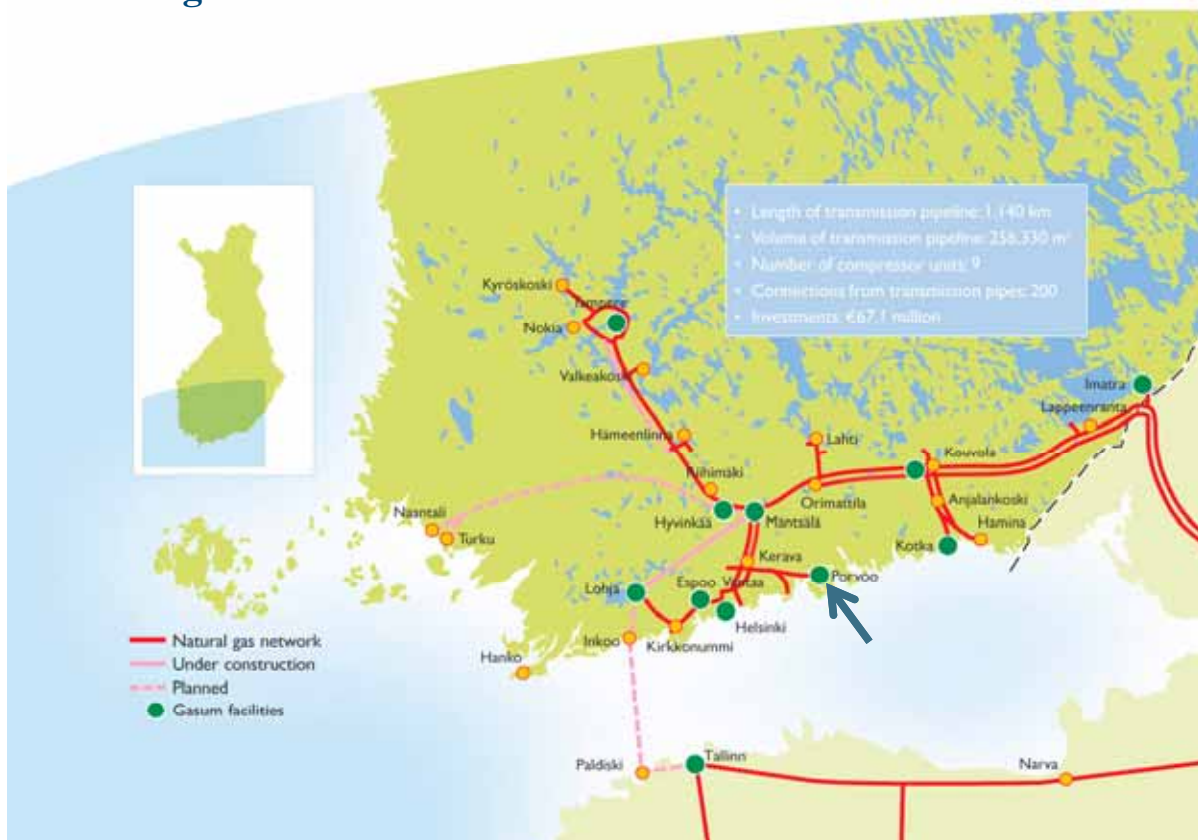 • Length of transmission pipeline: 1,140 km
• Volume of transmission pipeline: 256,330 m³
• Number of compressor units: 9
• Connections from transmission pipes: 200
• Investments: €67.1 million
Kyröskoski
Tampere
Nokia
Valkeakoski
Imatra
Lappeenranta
Hämeenlinna
Lahti
Kouvola
Riihimäki
Orimattila
Anjalankoski
Naantali
Hyvinkää
Mäntsälä
Hamina
Turku
Kotka
Kerava
Lohja
Espoo
Vantaa
Porvoo
Helsinki
Inkoo
Kirkkonummi
Hanko
Natural gas network
Under construction
Planned
Gasum facilities
Paldiski
Tallinn
Narva